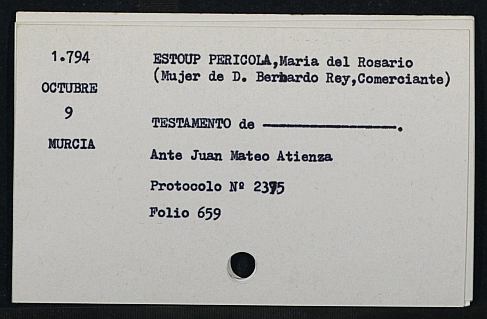 1.794
OCTUBRE
9
MURCIA
ESTOUP PERICOLA,Maria del Rosario
(Mujer de D. Bernardo Rey,Comerciante)
TESTAMENTO de ——————.
Ante Juan Mateo Atienza
Protocolo Nº
Folio 659